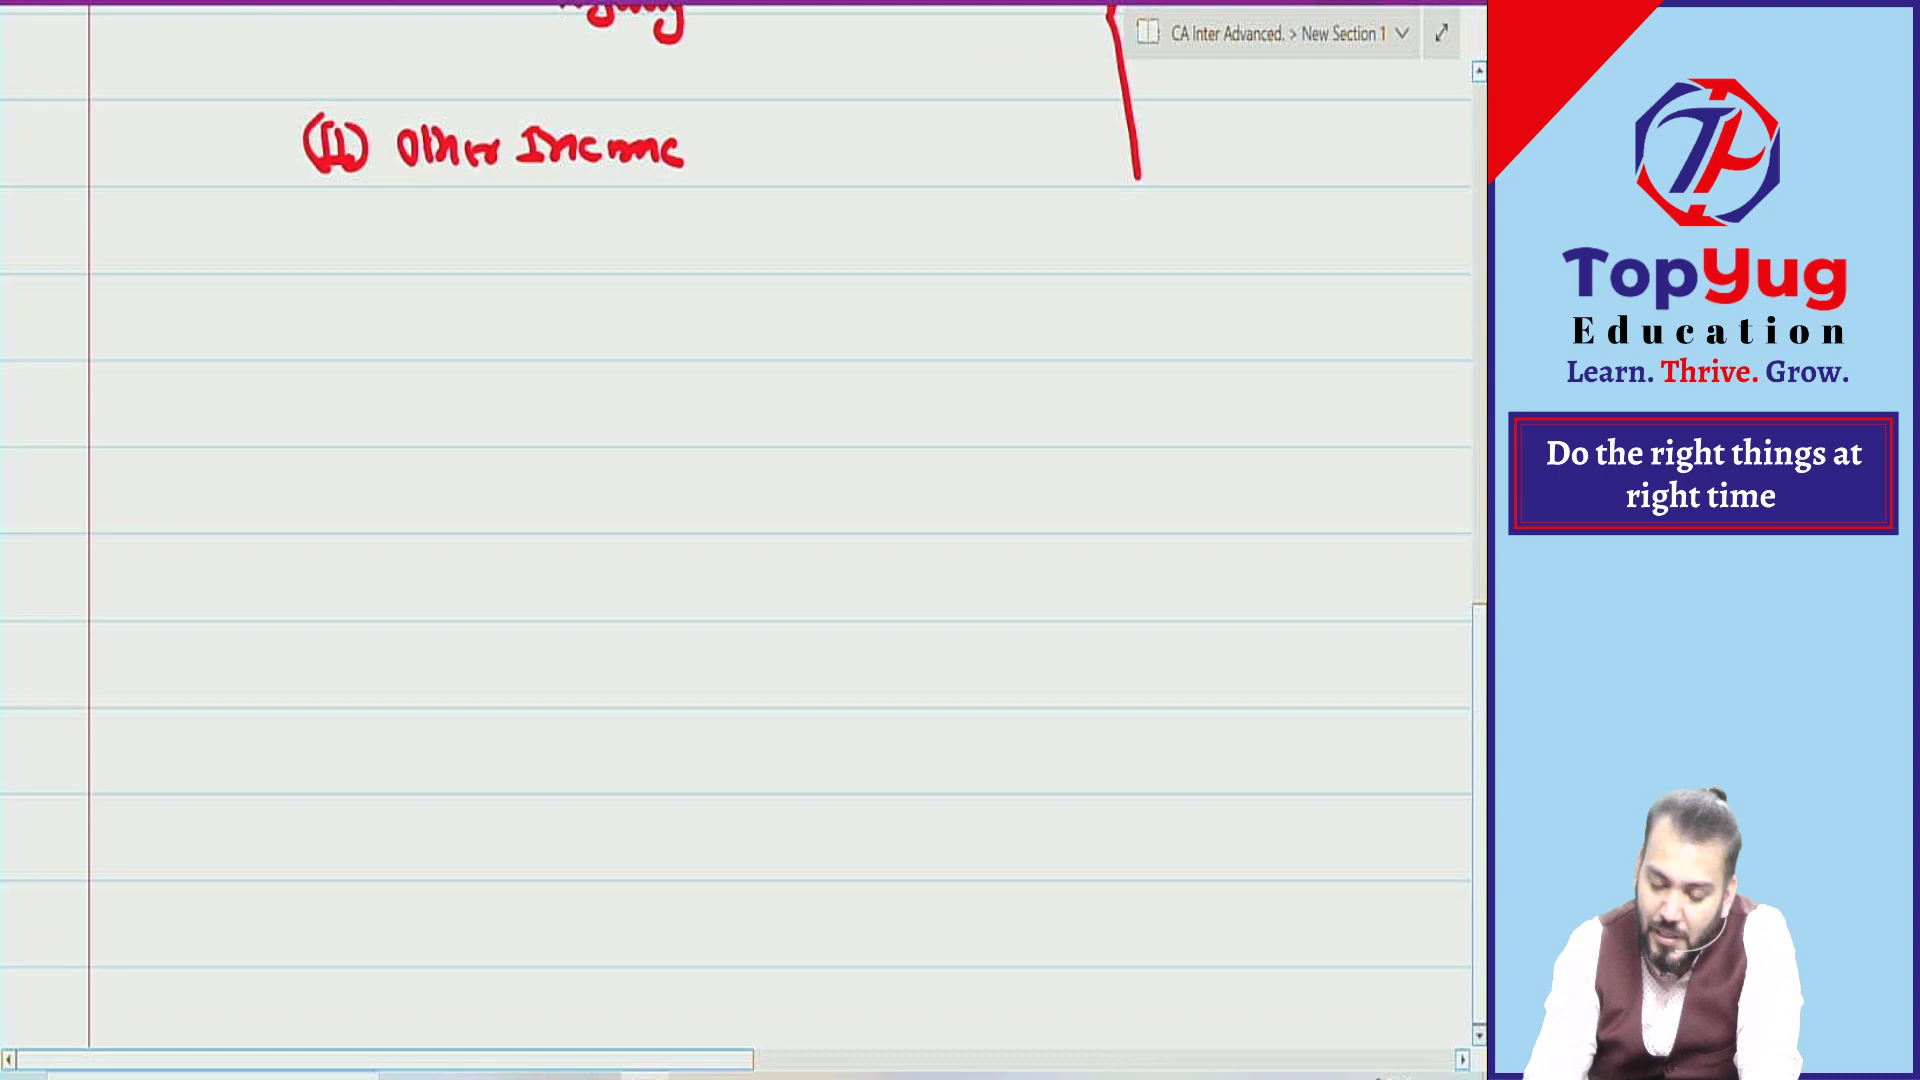 CA Inter Advanced. > New Section 1
(II) Other Income
TopYug
Education
Learn. Thrive. Grow.
Do the right things at
right time